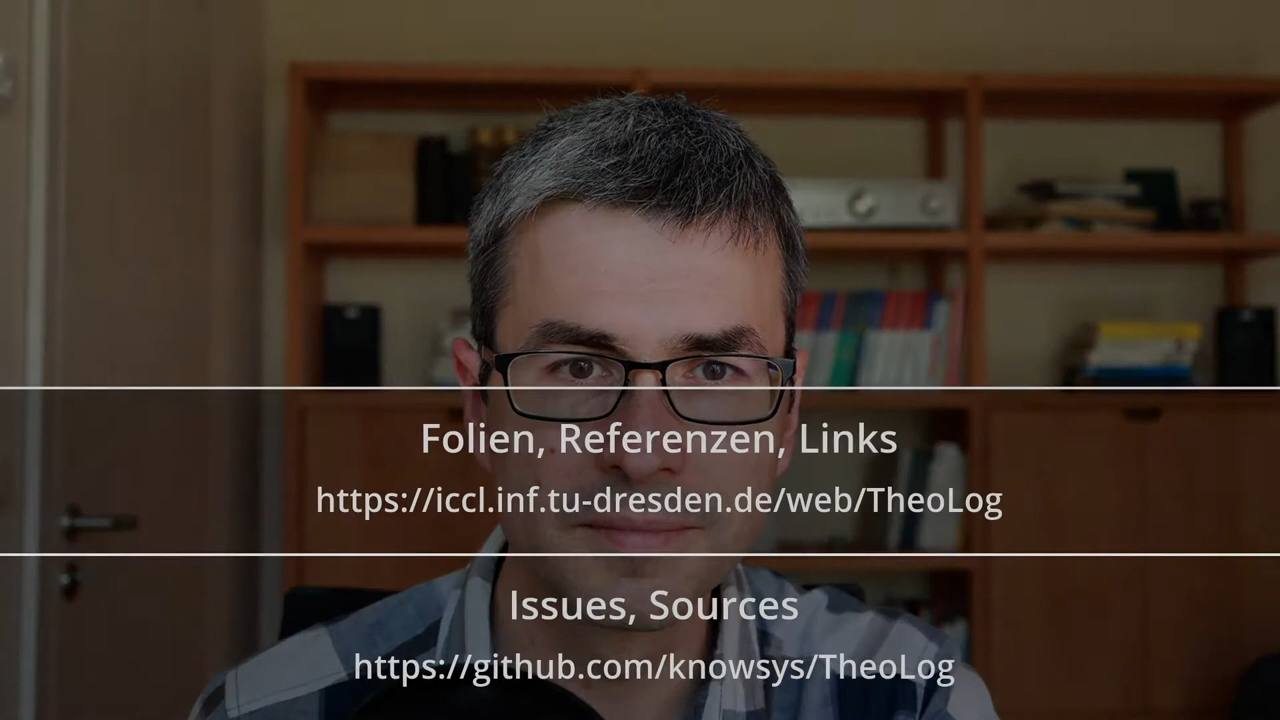 Folien, Referenzen, Links
https://iccl.inf.tu-dresden.de/web/TheoLog
Issues, Sources
https://github.com/knowsys/TheoLog